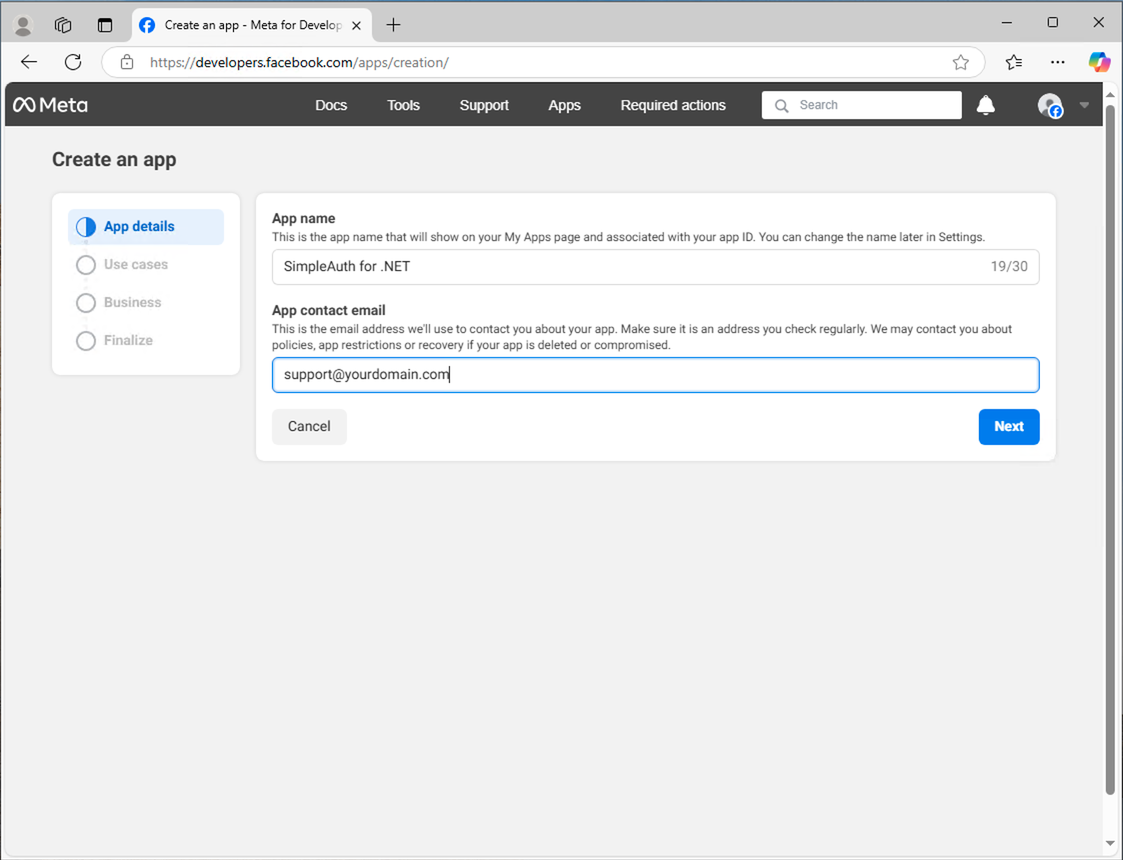 Create an app - Meta for Develop
https://developers.facebook.com/apps/creation/
Meta
Docs
Tools
Support
Apps
Required actions
Search
Create an app
App details
Use cases
Business
Finalize
App name
This is the app name that will show on your My Apps page and associated with your app ID. You can change the name later in Settings.
SimpleAuth for .NET
19/30
App contact email
This is the email address we'll use to contact you about your app. Make sure it is an address you check regularly. We may contact you about
policies, app restrictions or recovery if your app is deleted or compromised.
support@yourdomain.com
Cancel
Next